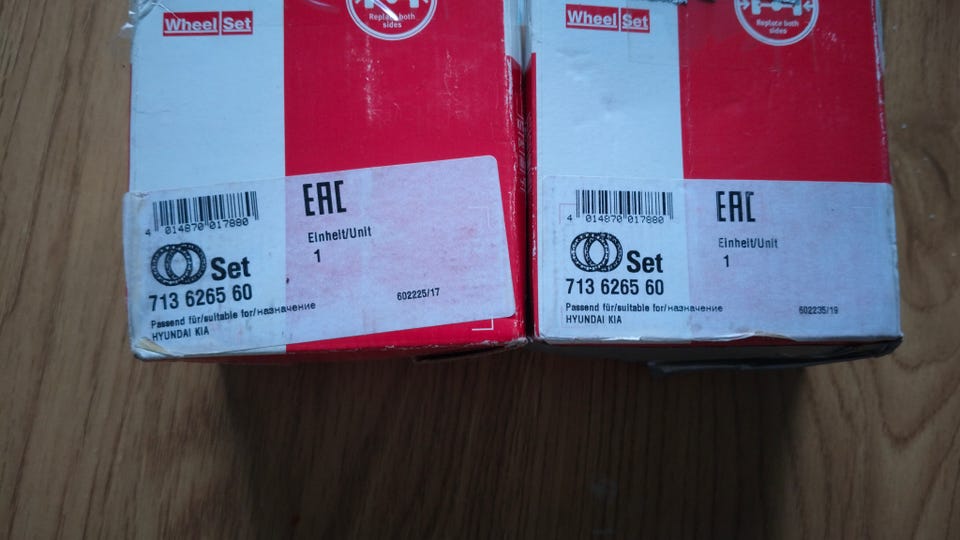 Wheel Set
Replace both
sides
4 014870 017880
EAC
Einheit/Unit
1
Set
713 6265 60
602225/17
Passend für/suitable for/назначение
HYUNDAI KIA
Wheel Set
Replace both
sides
4 014870 017880
EAC
Einheit/Unit
1
Set
713 6265 60
602235/19
Passend für/suitable for/назначение
HYUNDAI KIA